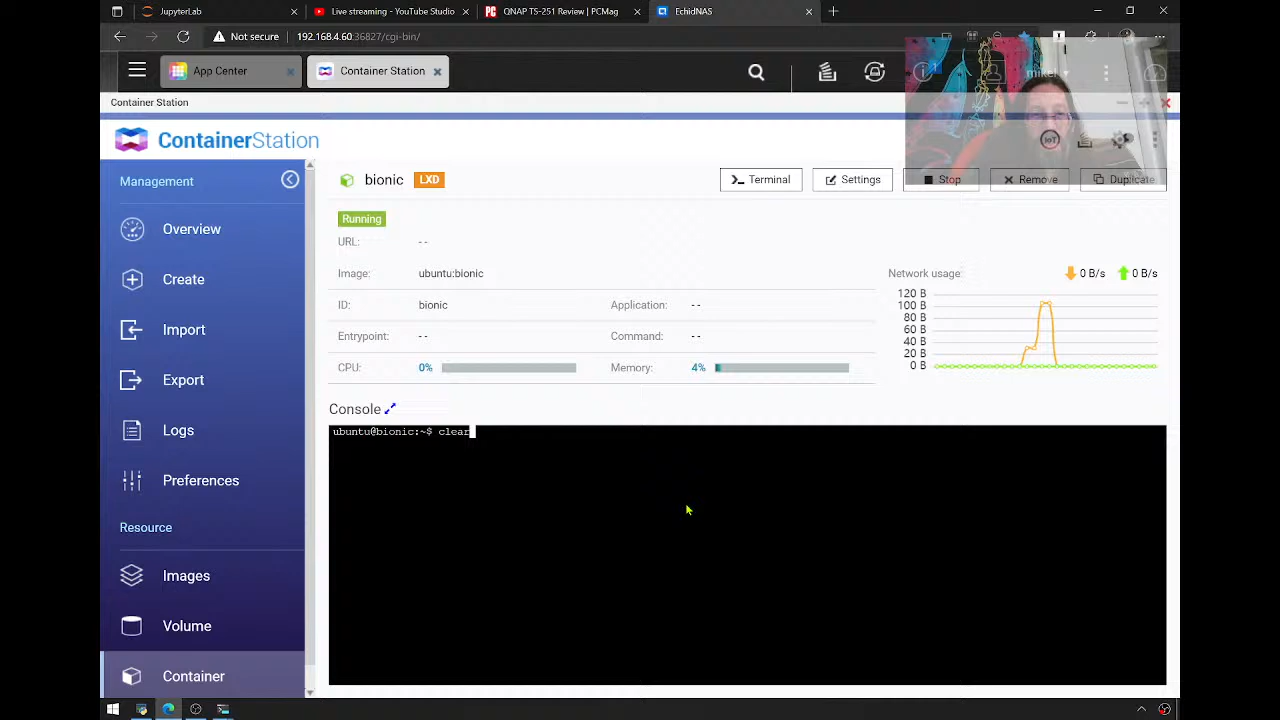 JupyterLab
Live streaming - YouTube Studio
QNAP TS-251 Review | PCMag
EchidNAS
Not secure
192.168.4.60:36827/cgi-bin/
App Center
Container Station
mikel
Container Station
ContainerStation
Management
Overview
Create
Import
Export
Logs
Preferences
Resource
Images
Volume
Container
bionic
LXD
Terminal
Settings
Stop
Remove
Duplicate
Running
URL: --
Image: ubuntu:bionic
ID: bionic
Application: --
Entrypoint: --
Command: --
CPU: 0%
Memory: 4%
Network usage:
0 B/s
0 B/s
120 B
100 B
80 B
60 B
40 B
20 B
0 B
Console
ubuntu@bionic:~$ clear